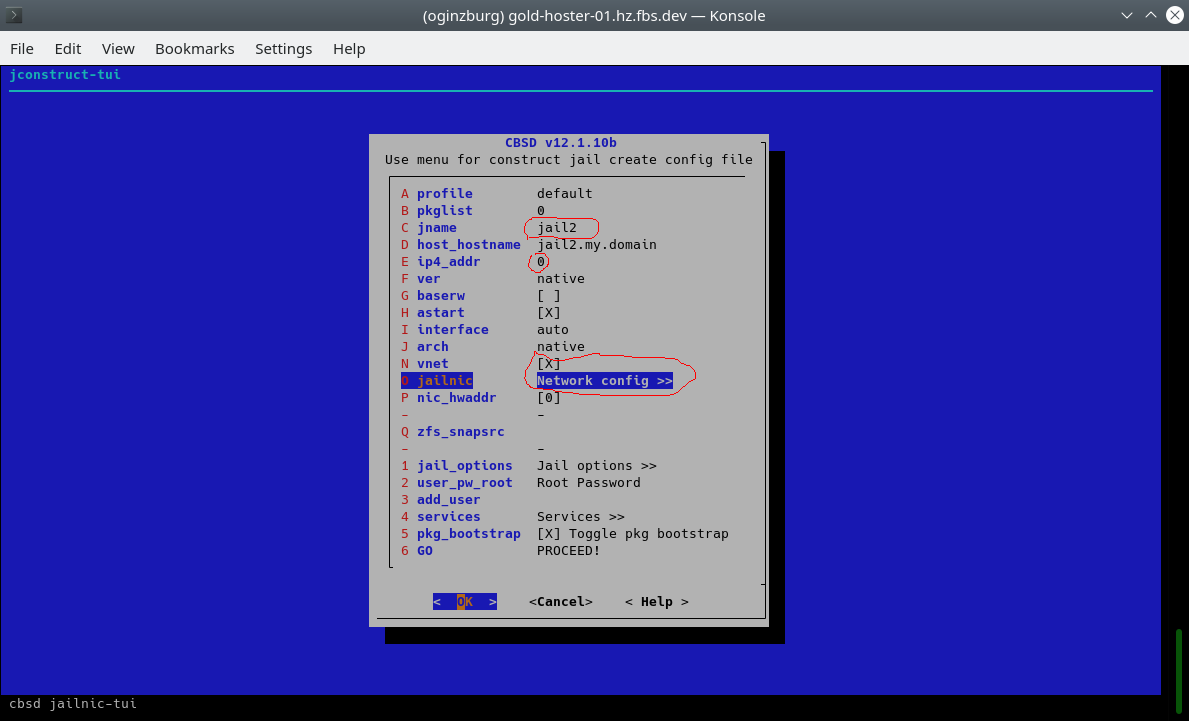 (oginzburg) gold-hoster-01.hz.fbs.dev — Konsole
File Edit View Bookmarks Settings Help
jconstruct-tui
CBSD v12.1.10b
Use menu for construct jail create config file
A profile default
B pkglist 0
C jname jail2
D host_hostname jail2.my.domain
E ip4_addr 0
F ver native
G baserw [ ]
H astart [X]
I interface auto
J arch native
N vnet [X]
O jailnic Network config >>
P nic_hwaddr [0]
- -
Q zfs_snapsrc
- -
1 jail_options Jail options >>
2 user_pw_root Root Password
3 add_user
4 services Services >>
5 pkg_bootstrap [X] Toggle pkg bootstrap
6 GO PROCEED!
< OK > <Cancel> < Help >
cbsd jailnic-tui